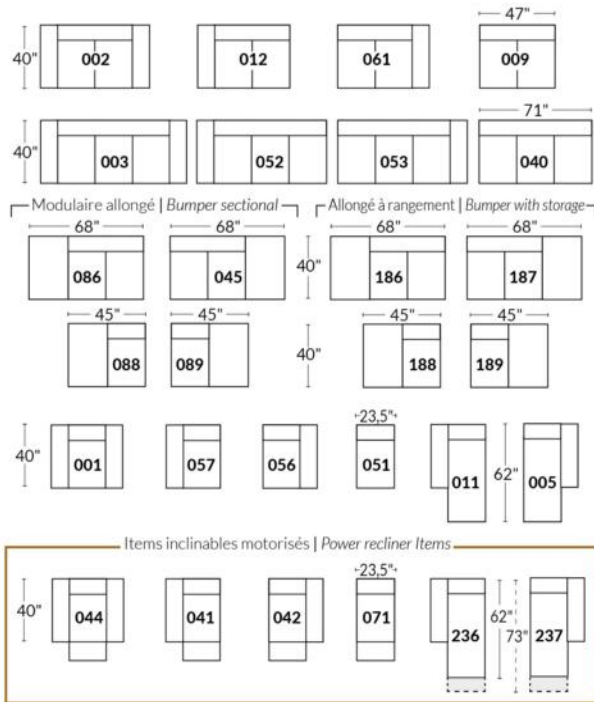 47"
40" 002 012 061 009
71"
40" 003 052 053 040
Modulaire allongé | Bumper sectional Allongé à rangement | Bumper with storage
68" 68" 68" 68"
086 045 40" 186 187
45" 45" 45" 45"
088 089 40" 188 189
23,5"
40" 001 057 056 051 011 62" 005
Items inclinables motorisés | Power recliner Items
23,5"
40" 044 041 042 071 236 62" 73" 237